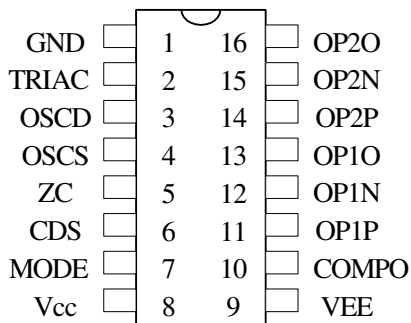 GND 1 16 OP2O
TRIAC 2 15 OP2N
OSCD 3 14 OP2P
OSCS 4 13 OP1O
ZC 5 12 OP1N
CDS 6 11 OP1P
MODE 7 10 COMPO
Vcc 8 9 VEE